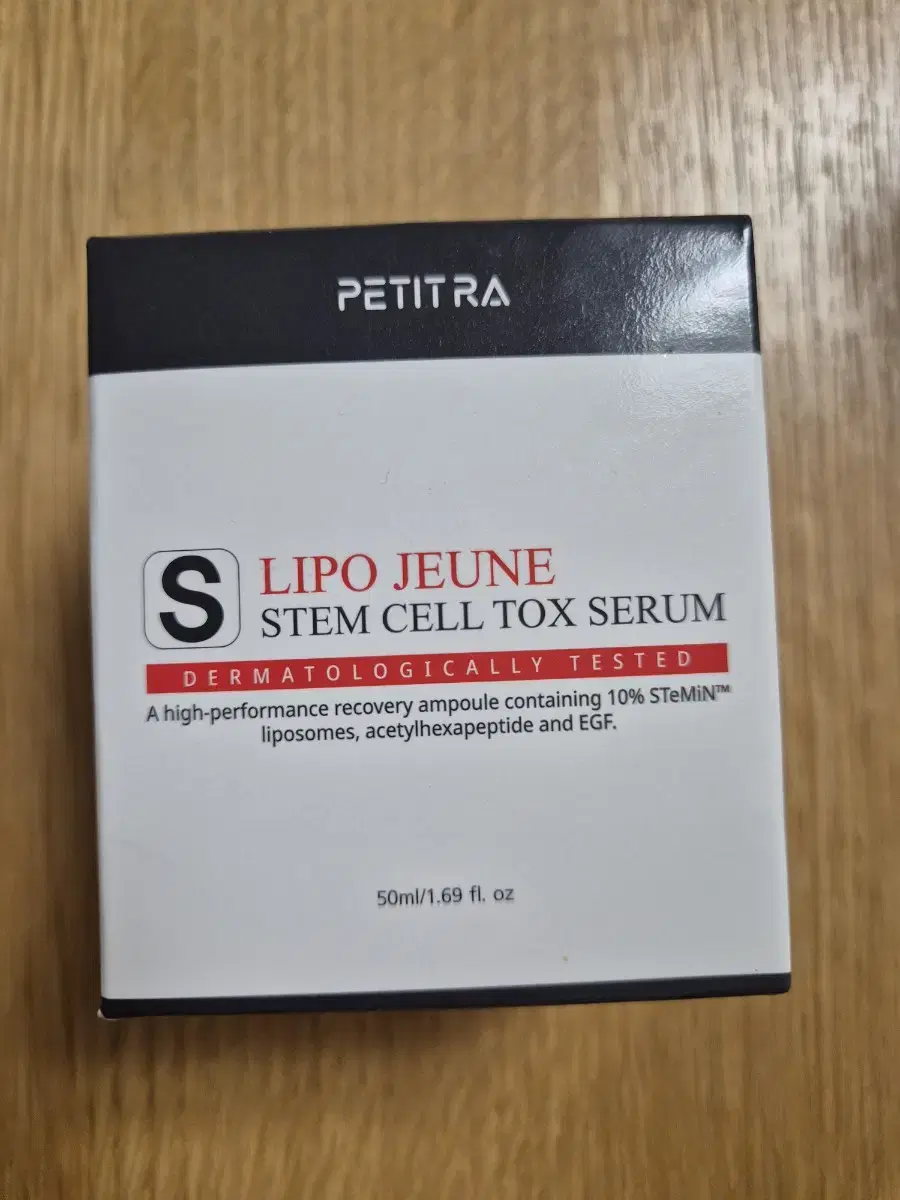 PETITRA
S
LIPO JEUNE
STEM CELL TOX SERUM
DERMATOLOGICALLY TESTED
A high-performance recovery ampoule containing 10% STeMiN™
liposomes, acetylhexapeptide and EGF.
50ml/1.69 fl. oz